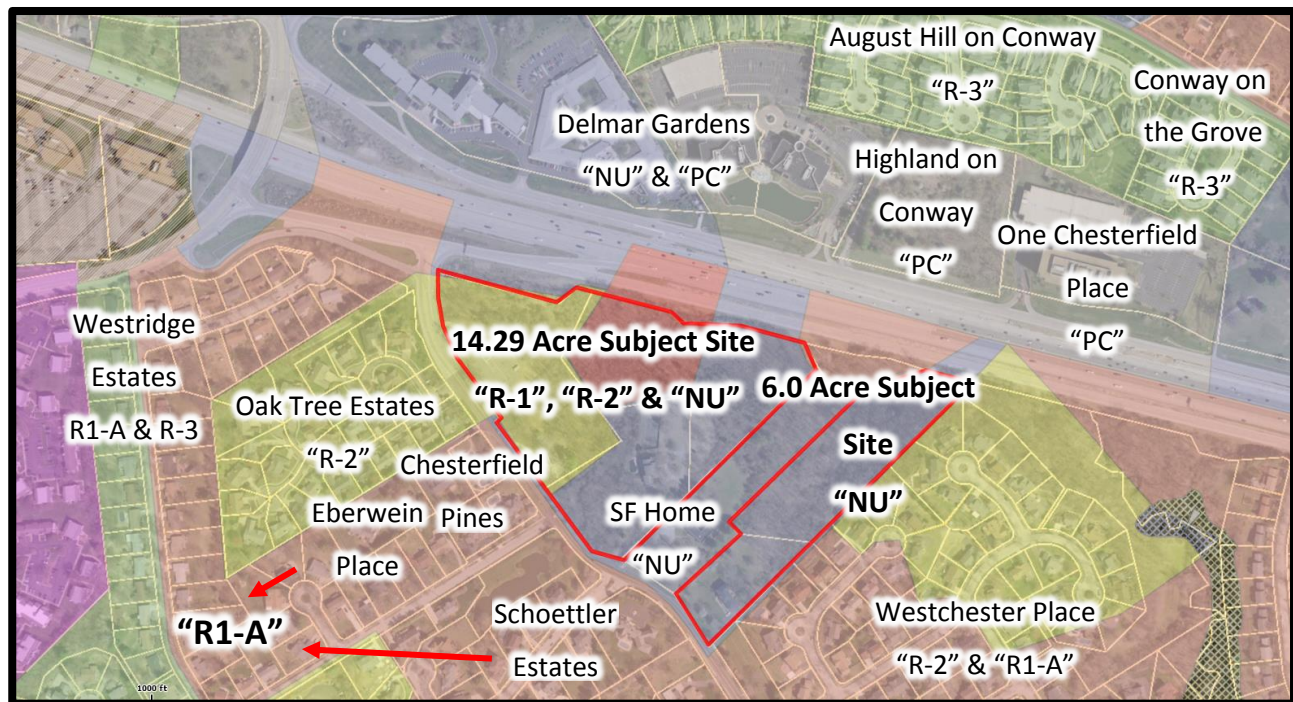 August Hill on Conway
“R-3”
Conway on
the Grove
“R-3”
Delmar Gardens
“NU” & “PC”
Highland on
Conway
“PC”
One Chesterfield
Place
“PC”
Westridge
Estates
R1-A & R-3
14.29 Acre Subject Site
“R-1”, “R-2” & “NU”
6.0 Acre Subject
Site
“NU”
Oak Tree Estates
“R-2”
Chesterfield
Pines
Eberwein
Place
SF Home
“NU”
“R1-A”
Schoettler
Estates
Westchester Place
“R-2” & “R1-A”
1000 ft